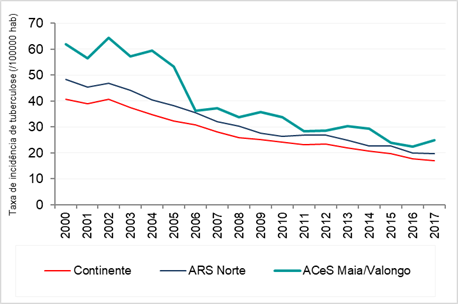 Taxa de incidência de tuberculose (/100000 hab)
70
60
50
40
30
20
10
0
2000 2001 2002 2003 2004 2005 2006 2007 2008 2009 2010 2011 2012 2013 2014 2015 2016 2017
Continente ARS Norte ACeS Maia/Valongo